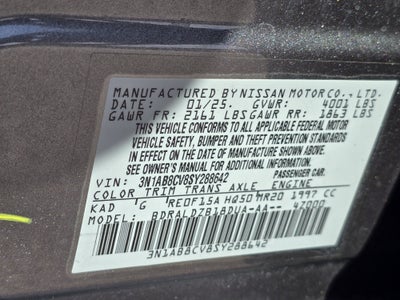 MANUFACTURED BY NISSAN MOTOR CO., LTD.
DATE: 01/25. GVWR: 4001 LBS
GAWR FR: 2161 LBS GAWR RR: 1863 LBS
THIS VEHICLE CONFORMS TO ALL APPLICABLE FEDERAL MOTOR
VEHICLE SAFETY, BUMPER AND THEFT PREVENTION STANDARDS
IN EFFECT ON THE DATE OF MANUFACTURE SHOWN ABOVE.
SEE OWNER'S MANUAL FOR ADDITIONAL INFORMATION.
VIN: 3N1AB8CV8SY288642 PASSENGER CAR
COLOR TRIM TRANS AXLE ENGINE
KAD G RE0F15A HQ50 MR20 1997 CC
MODEL: BDRALDZB18DUA-AA-- 47000
3N1AB8CV8SY288642